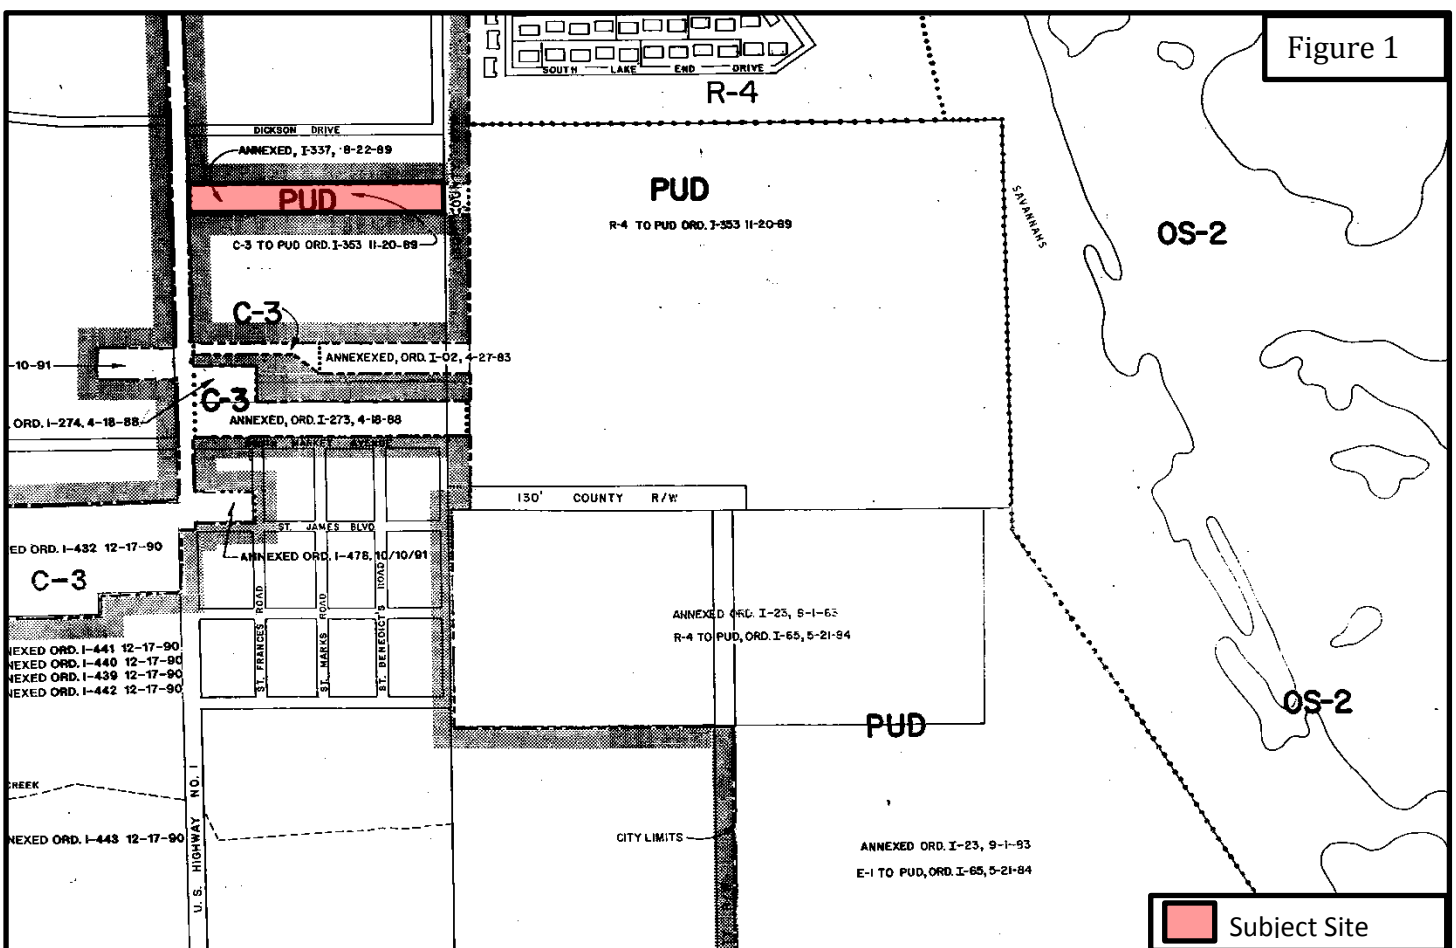 Figure 1
SOUTH LAKE END DRIVE
R-4
DICKSON DRIVE
ANNEXED, I-337, 8-22-89
PUD
C-3 TO PUD ORD. I-353 11-20-89
PUD
R-4 TO PUD ORD. I-353 11-20-89
SAVANNAHS
OS-2
C-3
ANNEXEXED, ORD. I-02, 4-27-83
-10-91
C-3
ORD. I-274, 4-18-88
ANNEXED, ORD. I-273, 4-18-88
MARKET AVENUE
130' COUNTY R/W
ST. JAMES BLVD
ED ORD. I-432 12-17-90
ANNEXED ORD. I-478, 10/10/91
C-3
ST. FRANCES ROAD
ST. MARKS ROAD
ST. BENEDICT'S ROAD
ANNEXED ORD. I-23, 9-1-83
R-4 TO PUD, ORD. I-65, 5-21-84
NEXED ORD. I-441 12-17-90
NEXED ORD. I-440 12-17-90
NEXED ORD. I-439 12-17-90
NEXED ORD. I-442 12-17-90
OS-2
PUD
CREEK
U.S. HIGHWAY NO. 1
NEXED ORD. I-443 12-17-90
CITY LIMITS
ANNEXED ORD. I-23, 9-1-83
E-1 TO PUD, ORD. I-65, 5-21-84
Subject Site